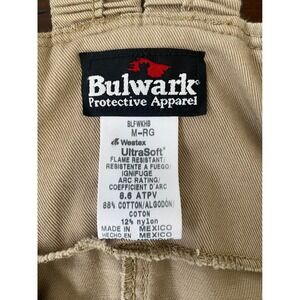 Bulwark
Protective Apparel
BLFWKHB
M-RG
Westex
UltraSoft®
FLAME RESISTANT/
RESISTENTE A FUEGO/
IGNIFUGE
ARC RATING/
COEFFICIENT D'ARC
8.6 ATPV
88% COTTON/ALGODON/
COTON
12% nylon
MADE IN MEXICO
HECHO EN MEXICO